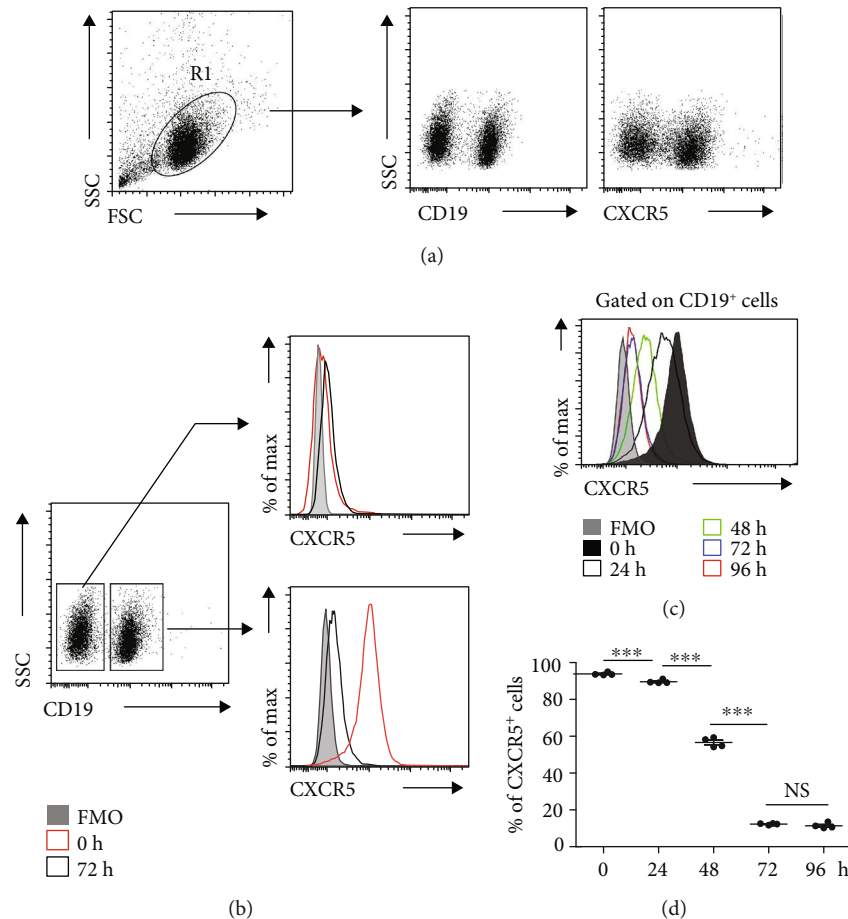 R1
SSC
FSC
SSC
CD19
SSC
CXCR5
(a)
% of max
CXCR5
SSC
CD19
% of max
CXCR5
FMO
0 h
72 h
(b)
Gated on CD19⁺ cells
% of max
CXCR5
FMO
0 h
24 h
48 h
72 h
96 h
(c)
% of CXCR5⁺ cells
100
80
60
40
20
0
***
***
***
NS
0 24 48 72 96 h
(d)